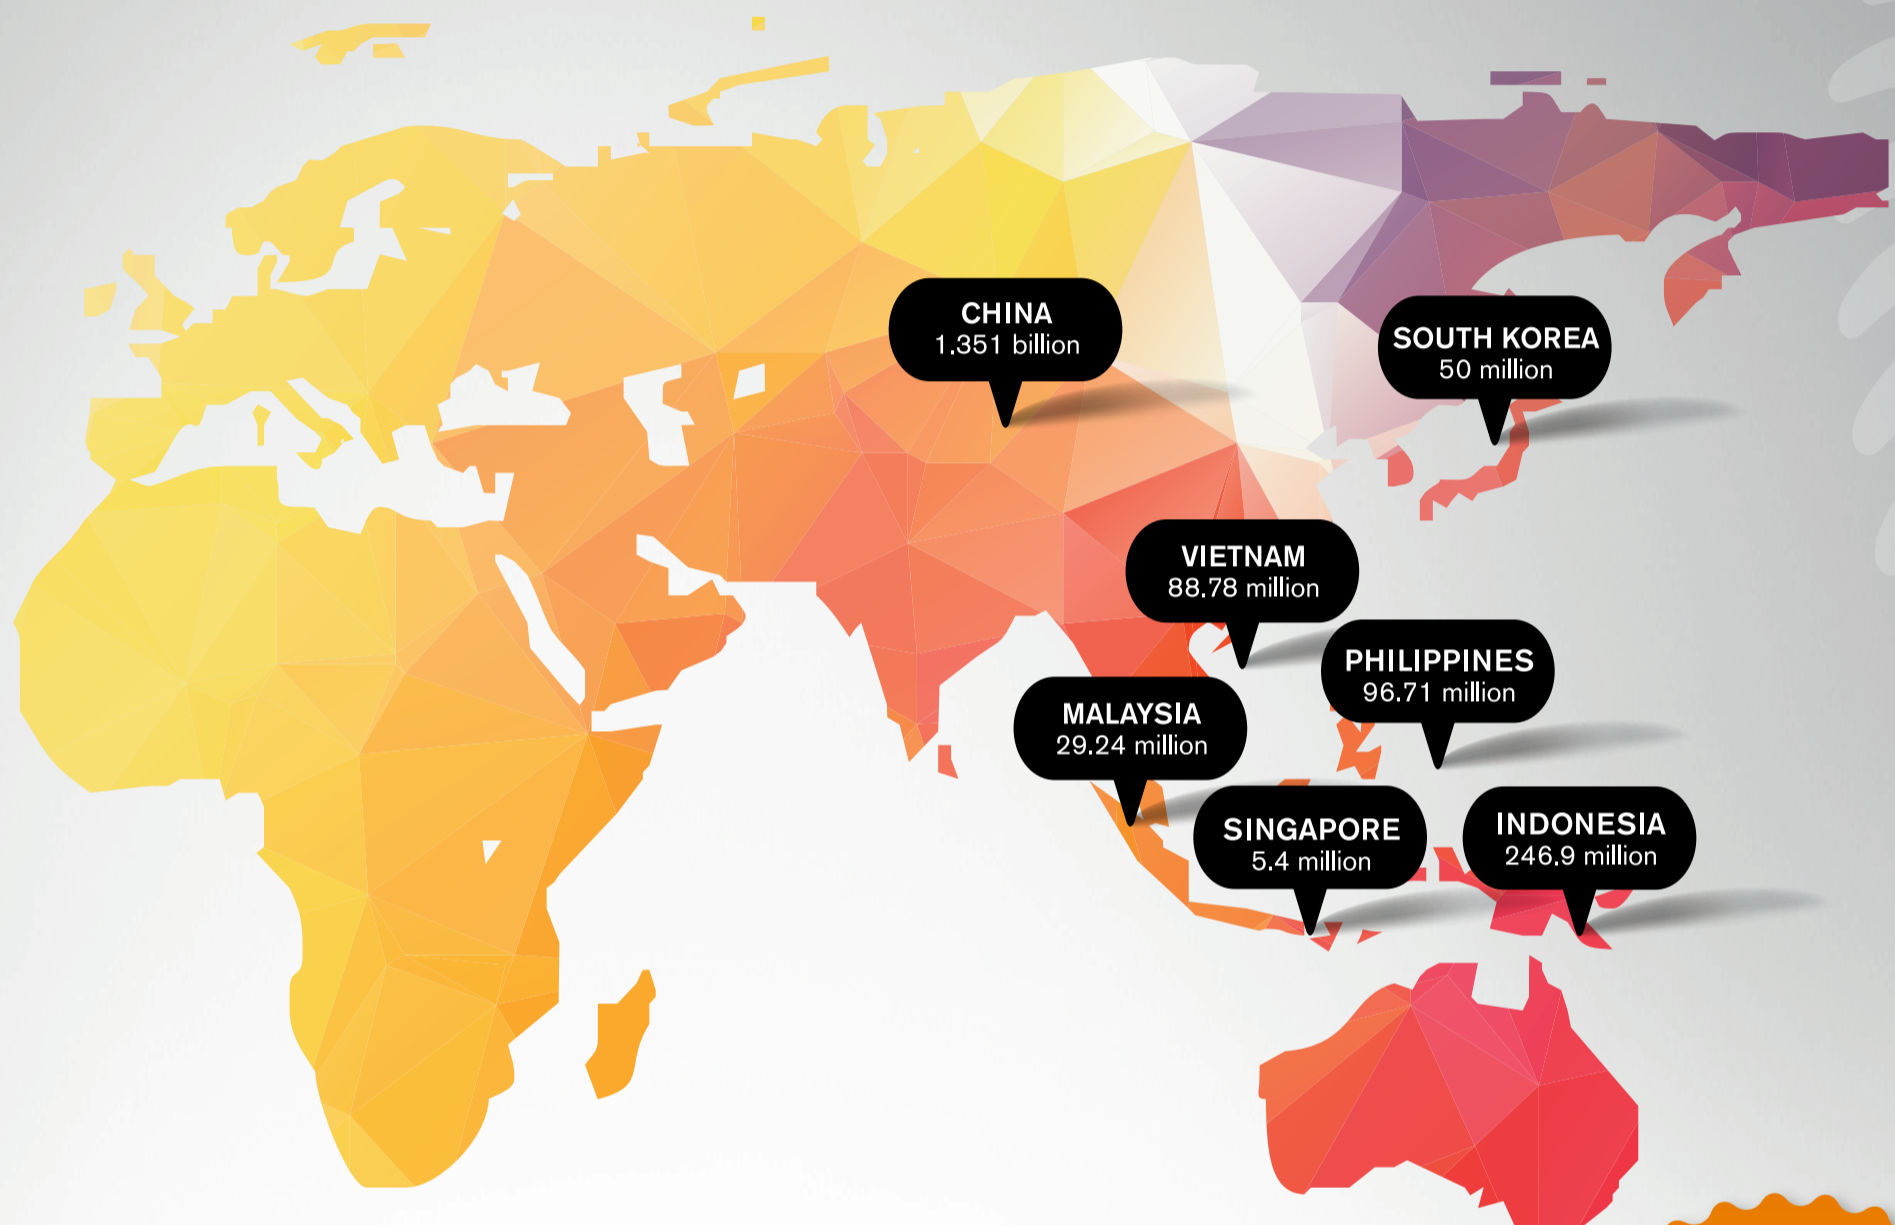 CHINA
1.351 billion
SOUTH KOREA
50 million
VIETNAM
88.78 million
PHILIPPINES
96.71 million
MALAYSIA
29.24 million
SINGAPORE
5.4 million
INDONESIA
246.9 million